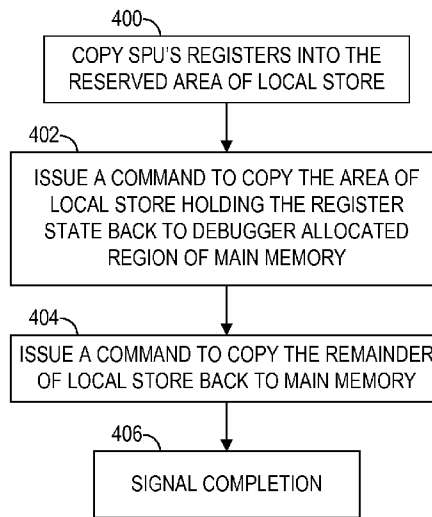 400
COPY SPU'S REGISTERS INTO THE
RESERVED AREA OF LOCAL STORE
402
ISSUE A COMMAND TO COPY THE AREA OF
LOCAL STORE HOLDING THE REGISTER
STATE BACK TO DEBUGGER ALLOCATED
REGION OF MAIN MEMORY
404
ISSUE A COMMAND TO COPY THE REMAINDER
OF LOCAL STORE BACK TO MAIN MEMORY
406
SIGNAL COMPLETION